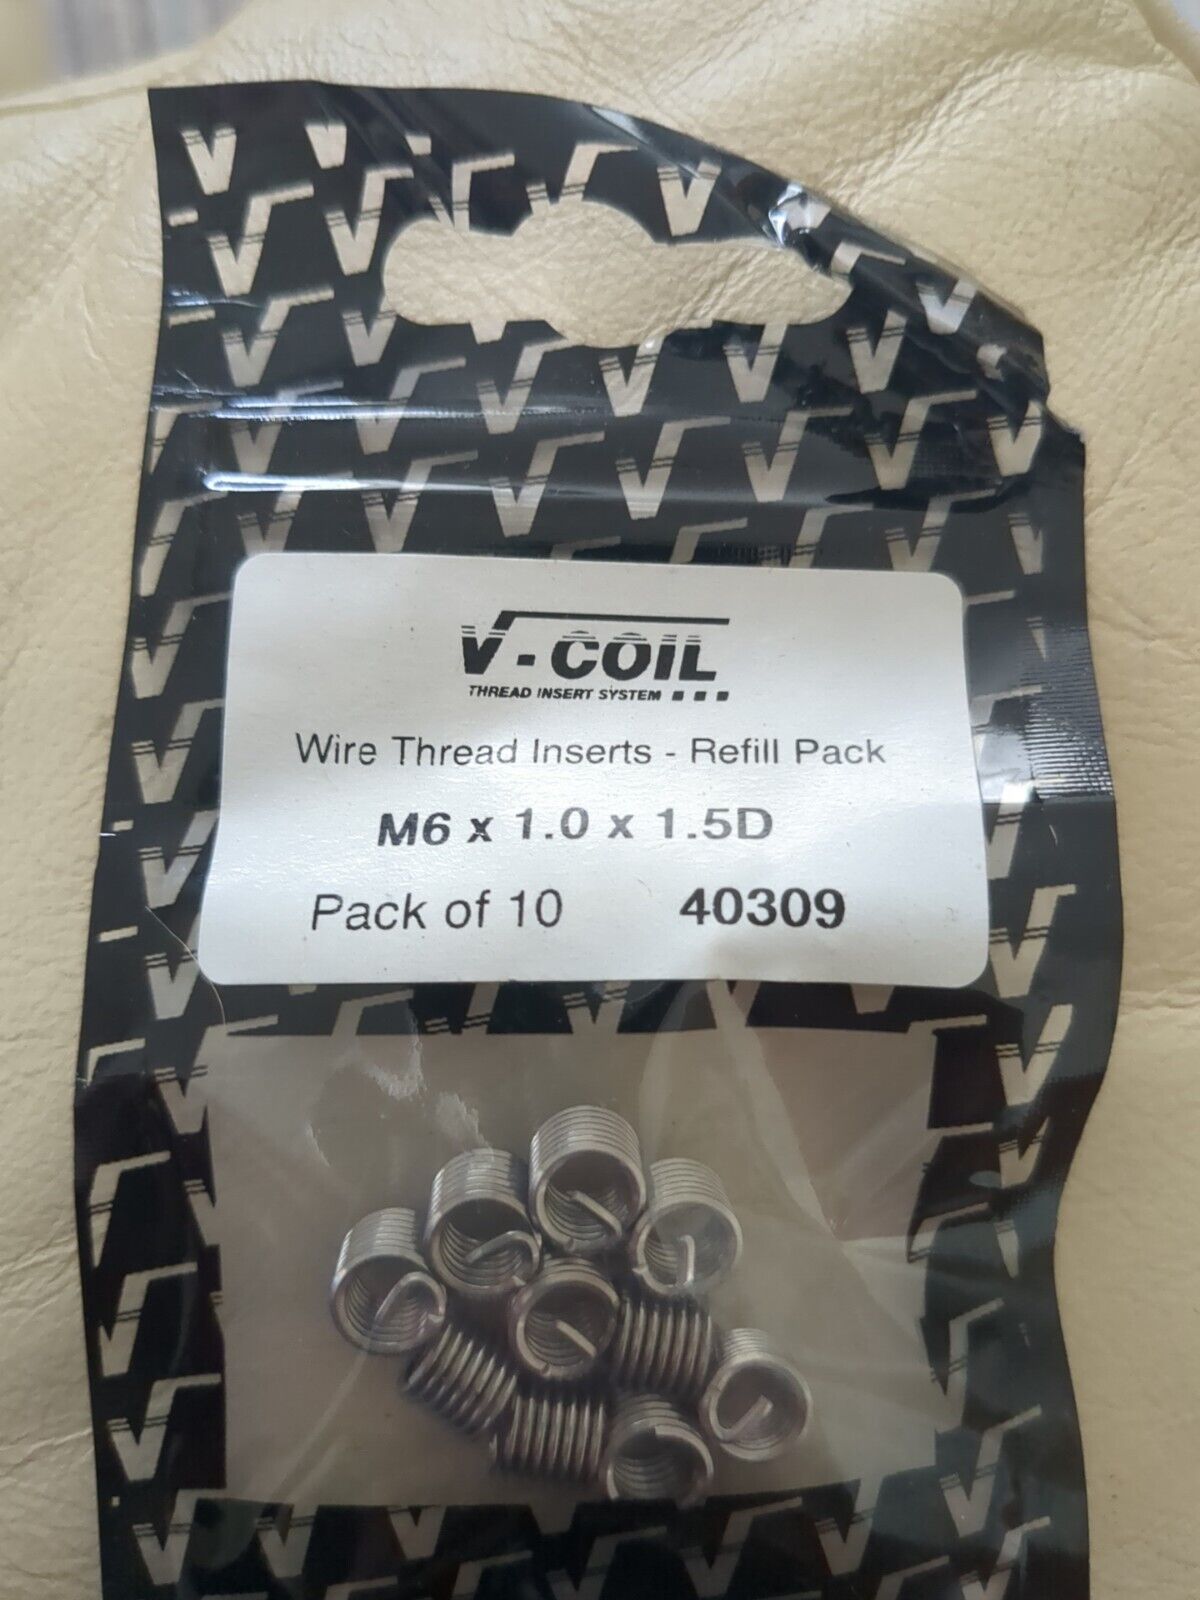 V-COIL
THREAD INSERT SYSTEM
Wire Thread Inserts - Refill Pack
M6 x 1.0 x 1.5D
Pack of 10 40309